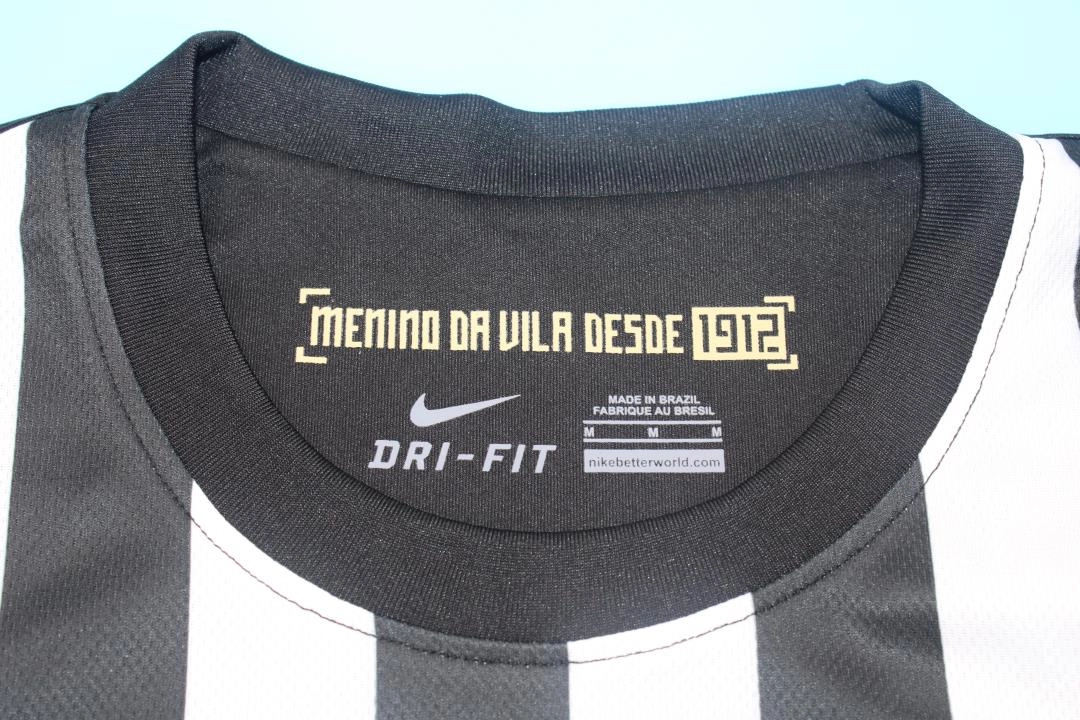 MENINO DA VILA DESDE 1912
DRI-FIT
MADE IN BRAZIL
FABRIQUE AU BRESIL
M M M
nikebetterworld.com